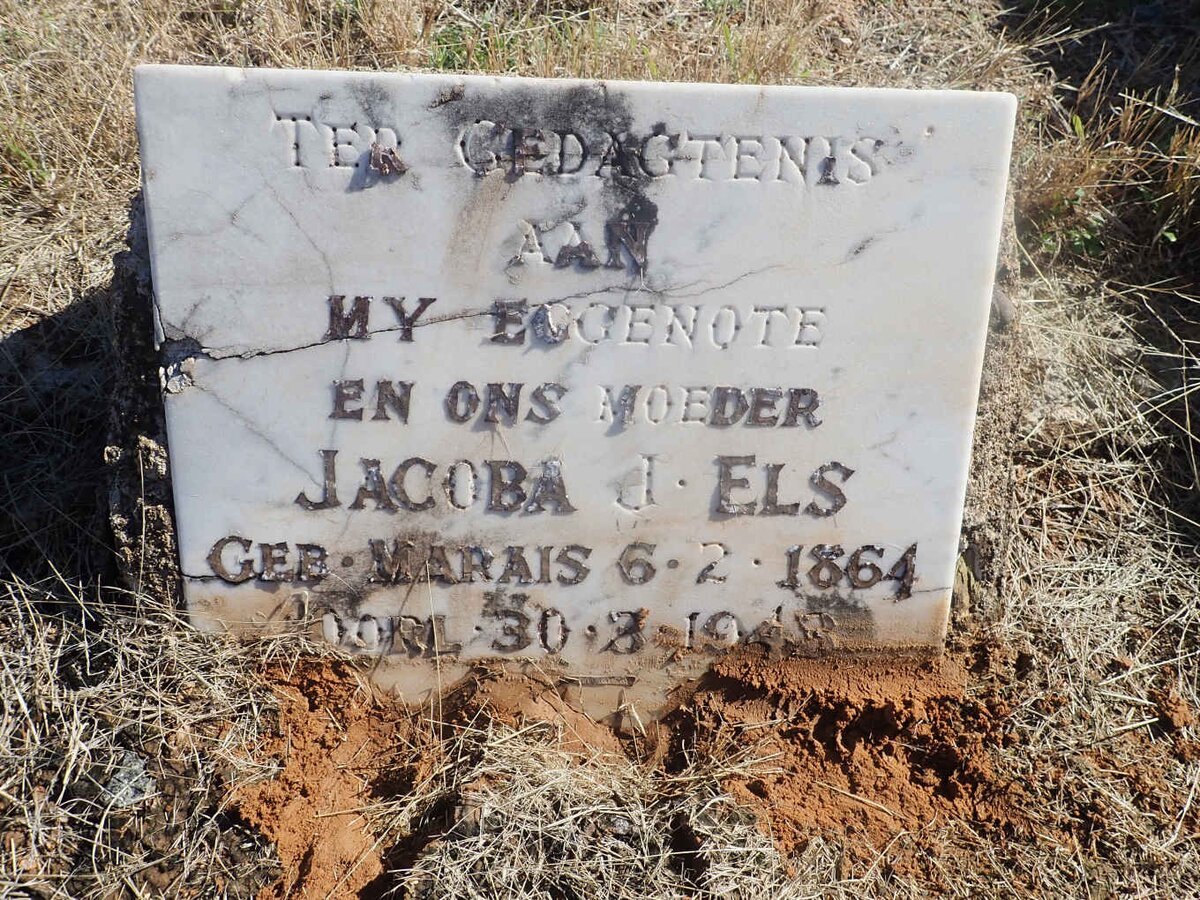 TER GEDAGTENIS
AAN
MY EGGENOTE
EN ONS MOEDER
JACOBA J. ELS
GEB. MARAIS 6.2.1864
OORL. 30.3.